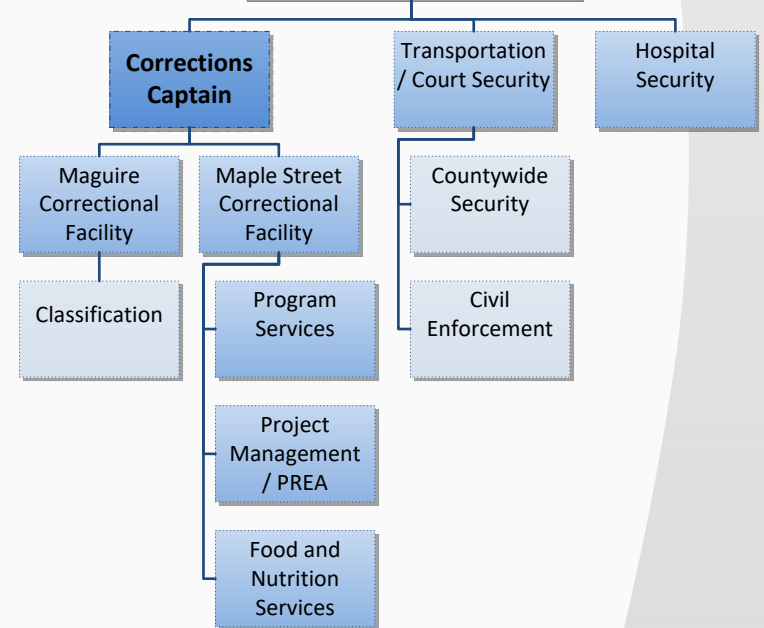 Corrections
Captain
Transportation
/ Court Security
Hospital
Security
Maguire
Correctional
Facility
Maple Street
Correctional
Facility
Countywide
Security
Classification
Program
Services
Civil
Enforcement
Project
Management
/ PREA
Food and
Nutrition
Services